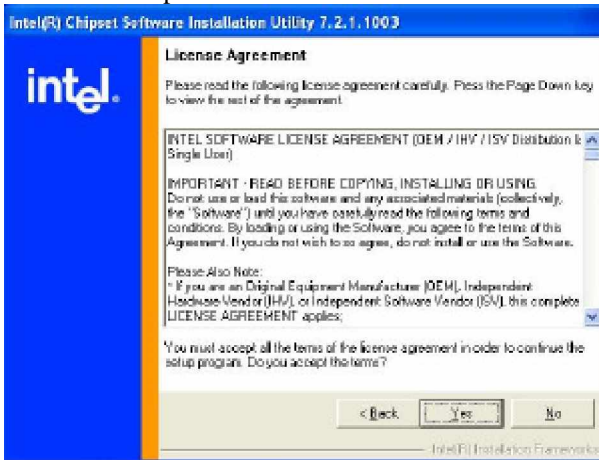 Intel(R) Chipset Software Installation Utility 7.2.1.1003
intel.
License Agreement
Please read the following license agreement carefully. Press the Page Down key
to view the rest of the agreement.
INTEL SOFTWARE LICENSE AGREEMENT (OEM / IHV / ISV Distribution &
Single User)
IMPORTANT - READ BEFORE COPYING, INSTALLING OR USING.
Do not use or load this software and any associated materials (collectively,
the "Software") until you have carefully read the following terms and
conditions. By loading or using the Software, you agree to the terms of this
Agreement. If you do not wish to so agree, do not install or use the Software.
Please Also Note:
* If you are an Original Equipment Manufacturer (OEM), Independent
Hardware Vendor (IHV), or Independent Software Vendor (ISV), this complete
LICENSE AGREEMENT applies;
You must accept all the terms of the license agreement in order to continue the
setup program. Do you accept the terms?
< Back
Yes
No
Intel(R) Installation Frameworks